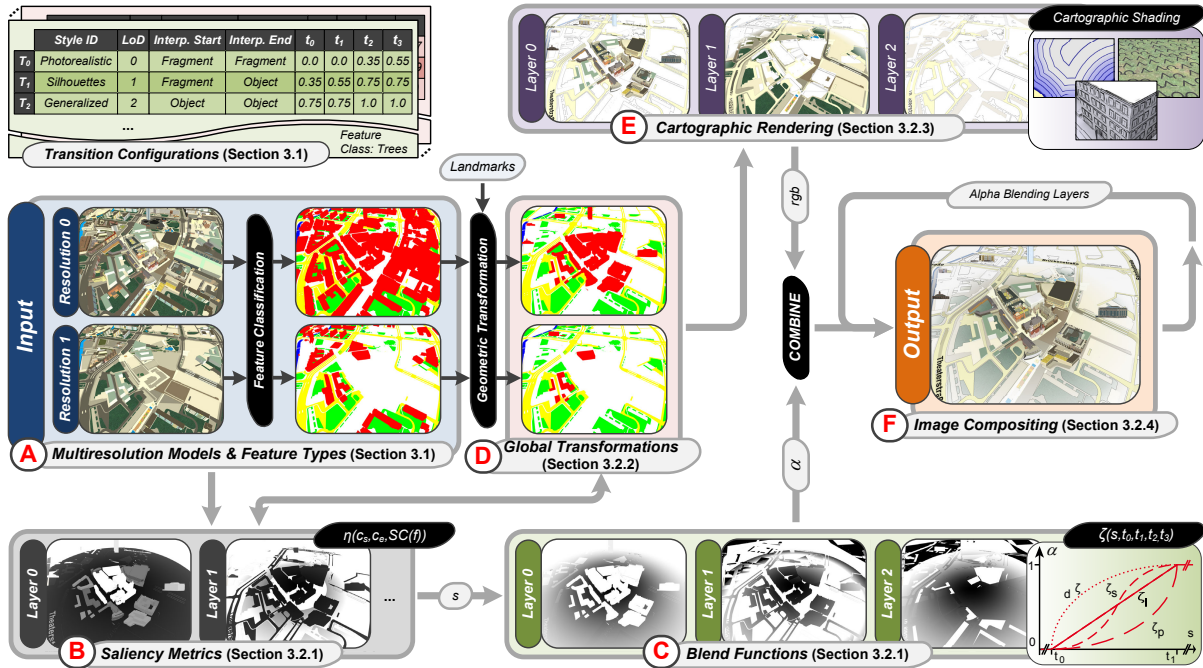 Style ID LoD Interp. Start Interp. End t0 t1 t2 t3
T0 Photorealistic 0 Fragment Fragment 0.0 0.0 0.35 0.55
T1 Silhouettes 1 Fragment Object 0.35 0.55 0.75 0.75
T2 Generalized 2 Object Object 0.75 0.55 1.0 1.0
...
Feature
Class: Trees
Transition Configurations (Section 3.1)
Layer 0
Layer 1
Layer 2
Cartographic Shading
E Cartographic Rendering (Section 3.2.3)
Landmarks
Input
Resolution 0
Resolution 1
Feature Classification
Geometric Transformation
A Multiresolution Models & Feature Types (Section 3.1)
D Global Transformations
(Section 3.2.2)
rgb
COMBINE
α
Alpha Blending Layers
Output
Theaterstraß
F Image Compositing (Section 3.2.4)
Layer 0
Layer 1
η(cs,ce,SC(f))
...
B Saliency Metrics (Section 3.2.1)
s
Layer 0
Layer 1
Layer 2
ζ(s,t0,t1,t2,t3)
α
1
0
dζ
ζs
ζl
ζp
t0
t1
s
C Blend Functions (Section 3.2.1)